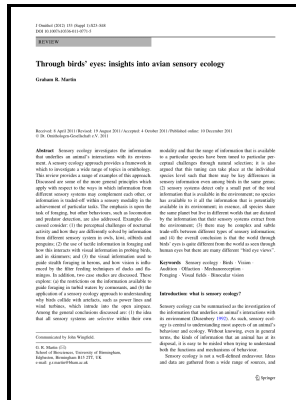 J Ornithol (2012) 153 (Suppl 1):S23–S48
DOI 10.1007/s10336-011-0771-5
REVIEW
Through birds' eyes: insights into avian sensory ecology
Graham R. Martin
Received: 6 April 2011 / Revised: 19 August 2011 / Accepted: 4 October 2011 / Published online: 10 December 2011
© Dt. Ornithologen-Gesellschaft e.V. 2011
Abstract Sensory ecology investigates the information
that underlies an animal's interactions with its environ-
ment. A sensory ecology approach provides a framework in
which to investigate a wide range of topics in ornithology.
This review provides a range of examples of this approach.
Discussed are some of the more general principles which
apply with respect to the ways in which information from
different sensory systems may complement each other, or
information is traded-off within a sensory modality in the
achievement of particular tasks. The emphasis is upon the
task of foraging, but other behaviours, such as locomotion
and predator detection, are also addressed. Examples dis-
cussed consider: (1) the perceptual challenges of nocturnal
activity and how they are differently solved by information
from different sensory system in owls, kiwi, oilbirds and
penguins; (2) the use of tactile information in foraging and
how this interacts with visual information in probing birds,
and in skimmers; and (3) the visual information used to
guide stealth foraging in herons, and how vision is influ-
enced by the filter feeding techniques of ducks and fla-
mingos. In addition, two case studies are discussed. These
explore: (a) the restrictions on the information available to
guide foraging in turbid waters by cormorants, and (b) the
application of a sensory ecology approach to understanding
why birds collide with artefacts, such as power lines and
wind turbines, which intrude into the open airspace.
Among the general conclusions discussed are: (1) the idea
that all sensory systems are selective within their own
Communicated by John Wingfield.
G. R. Martin
School of Biosciences, University of Birmingham,
Edgbaston, Birmingham B15 2TT, UK
e-mail: g.r.martin@bham.ac.uk
modality and that the range of information that is available
to a particular species have been tuned to particular per-
ceptual challenges through natural selection; it is also
argued that this tuning can take place at the individual
species level such that there may be key differences in
sensory information even among birds in the same genus;
(2) sensory systems detect only a small part of the total
information that is available in the environment; no species
has available to it all the information that is potentially
available in its environment; in essence, all species share
the same planet but live in different worlds that are dictated
by the information that their sensory systems extract from
the environment; (3) there may be complex and subtle
trade-offs between different types of sensory information,
and (4) the overall conclusion is that the world through
birds' eyes is quite different from the world as seen through
human eyes but there are many different "bird eye views".
Keywords Sensory ecology · Birds · Vision ·
Audition · Olfaction · Mechanoreception ·
Foraging · Visual fields · Binocular vision
Introduction: what is sensory ecology?
Sensory ecology can be summarised as the investigation of
the information that underlies an animal's interactions with
its environment (Dusenbery 1992). As such, sensory ecol-
ogy is central to understanding most aspects of an animal's
behaviour and ecology. Without knowing, even in general
terms, the kinds of information that an animal has at its
disposal, it is easy to be misled when trying to understand
both the functions and mechanisms of behaviour.
Sensory ecology is not a well-defined endeavour. Ideas
and data are gathered from a wide range of sources, and
Springer